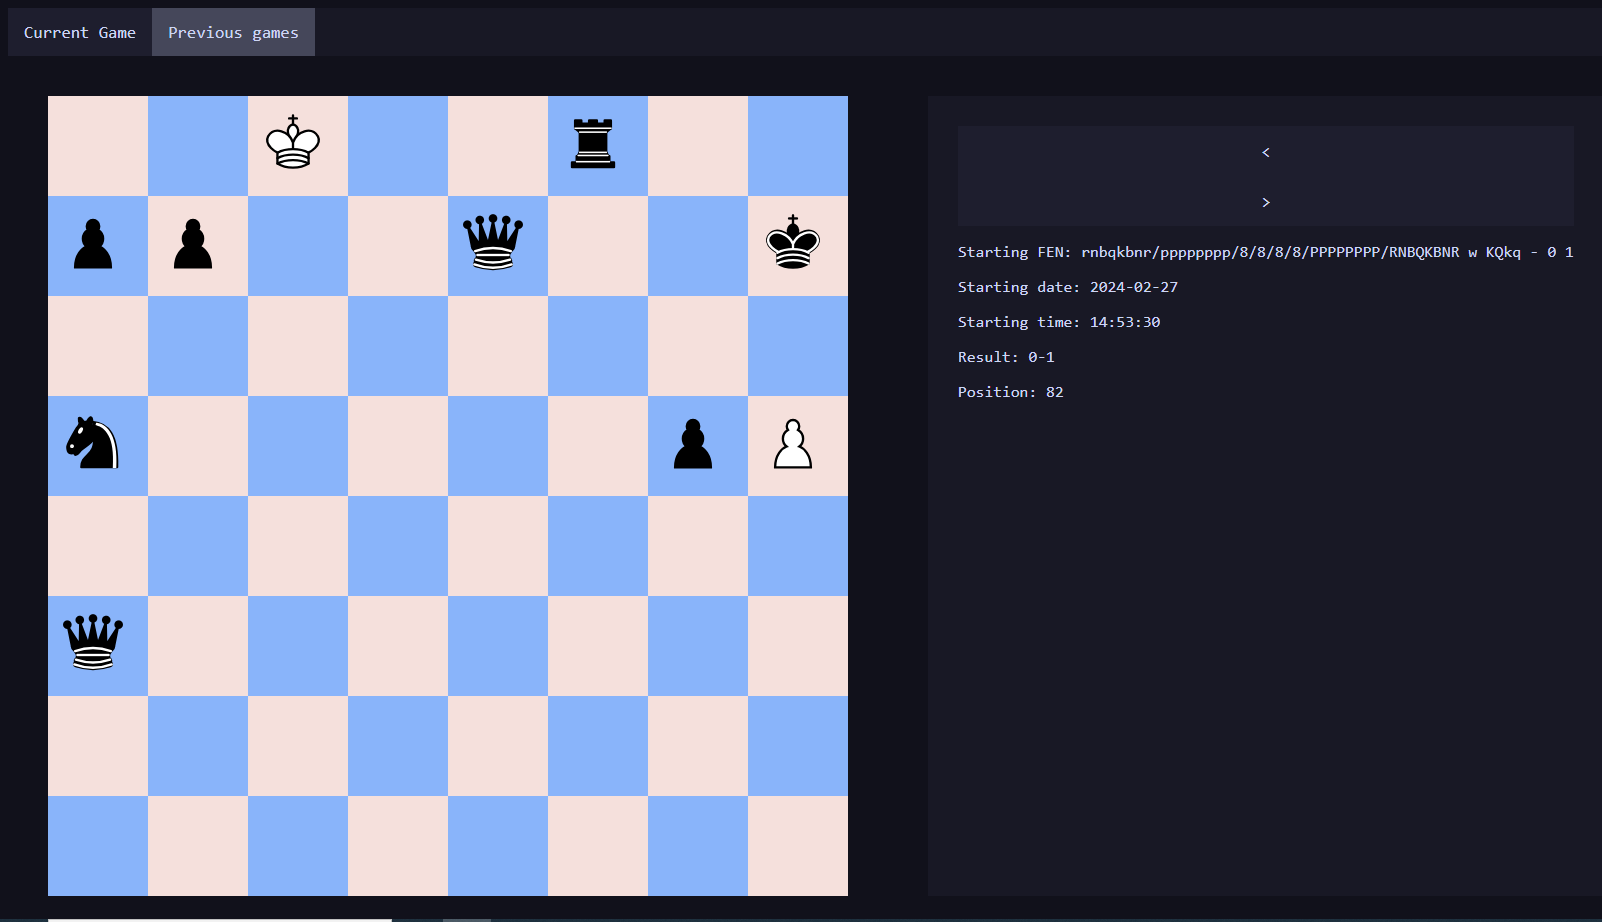 Current Game
Previous games
<
>
Starting FEN: rnbqkbnr/pppppppp/8/8/8/8/PPPPPPPP/RNBQKBNR w KQkq - 0 1
Starting date: 2024-02-27
Starting time: 14:53:30
Result: 0-1
Position: 82